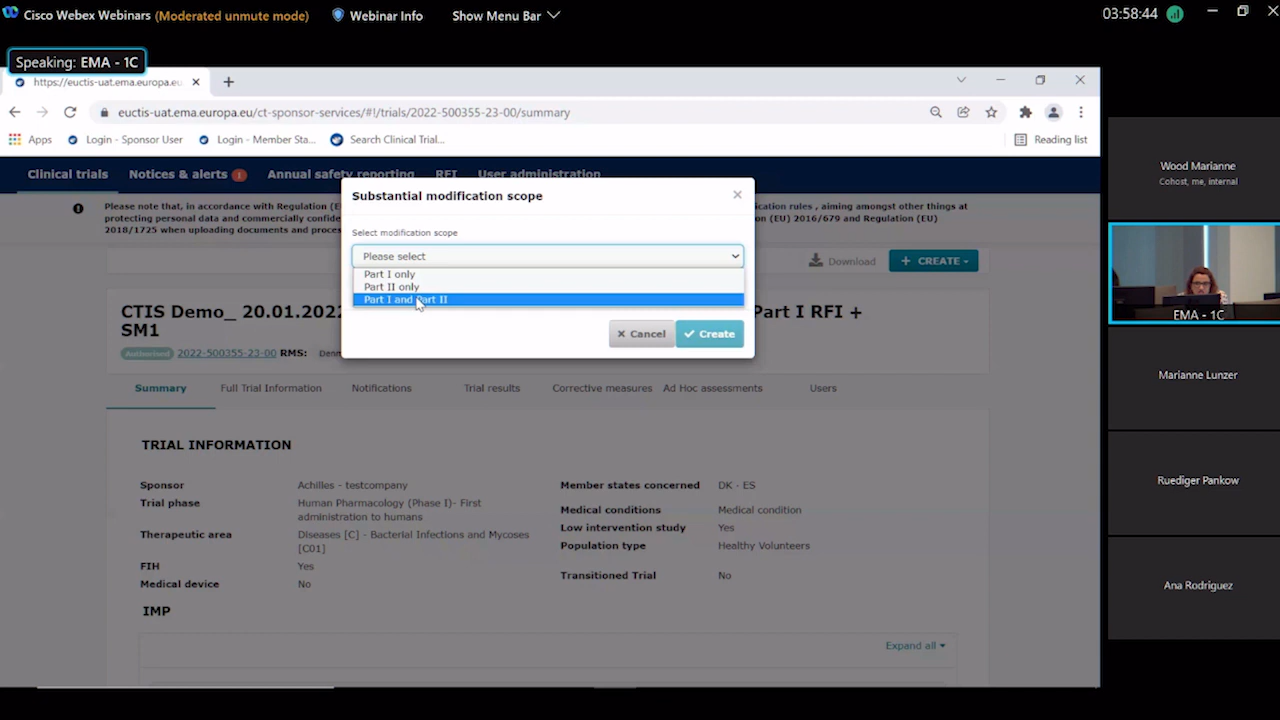 Cisco Webex Webinars (Moderated unmute mode)
Webinar Info
Show Menu Bar
03:58:44
Speaking: EMA - 1C
https://euctis-uat.ema.europa.eu
euctis-uat.ema.europa.eu/ct-sponsor-services/#!/trials/2022-500355-23-00/summary
Apps
Login - Sponsor User
Login - Member Sta...
Search Clinical Trial...
Reading list
Clinical trials
Notices & alerts
Annual safety reporting
RFI
User administration
Please note that, in accordance with Regulation (E
protecting personal data and commercially confide
2018/1725 when uploading documents and proces
ication rules , aiming amongst other things at
on (EU) 2016/679 and Regulation (EU)
Substantial modification scope
Select modification scope
Please select
Part I only
Part II only
Part I and Part II
Cancel
Create
Download
+ CREATE
CTIS Demo_ 20.01.2022
Part I RFI +
SM1
Authorised 2022-500355-23-00 RMS: Denm
Summary
Full Trial Information
Notifications
Trial results
Corrective measures
Ad Hoc assessments
Users
TRIAL INFORMATION
Sponsor Achilles - testcompany
Trial phase Human Pharmacology (Phase I)- First
administration to humans
Therapeutic area Diseases [C] - Bacterial Infections and Mycoses
[C01]
FIH Yes
Medical device No
Member states concerned DK - ES
Medical conditions Medical condition
Low intervention study Yes
Population type Healthy Volunteers
Transitioned Trial No
IMP
Expand all
Wood Marianne
Cohost, me, internal
EMA - 1C
Marianne Lunzer
Ruediger Pankow
Ana Rodriguez